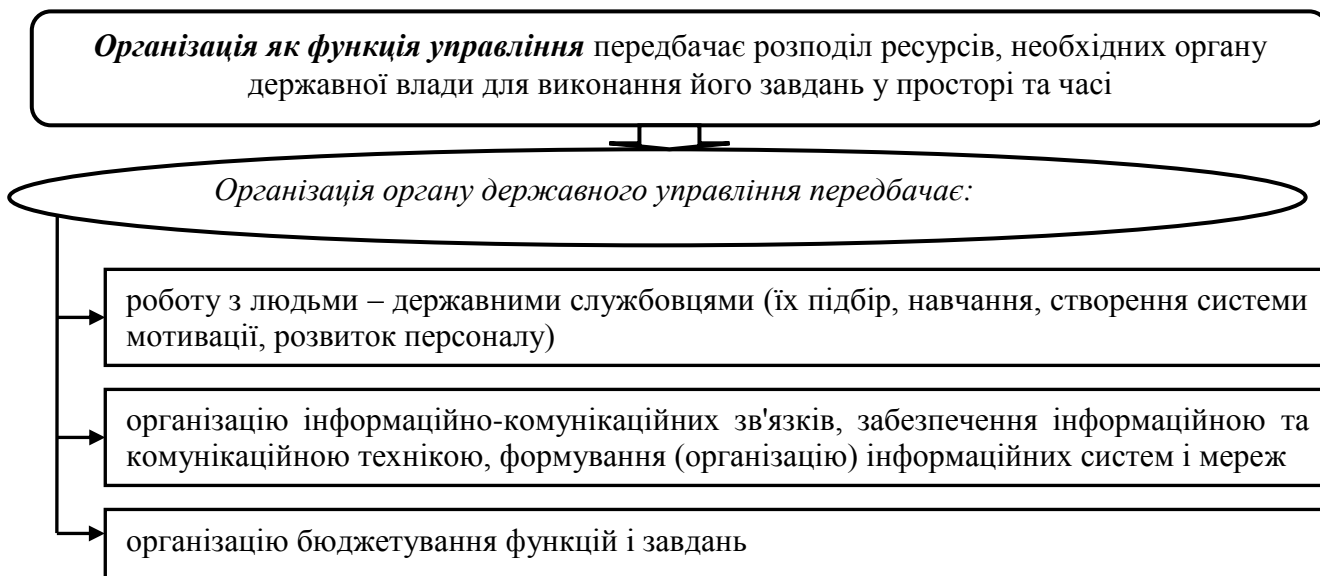 Організація як функція управління передбачає розподіл ресурсів, необхідних органу
державної влади для виконання його завдань у просторі та часі
Організація органу державного управління передбачає:
роботу з людьми – державними службовцями (їх підбір, навчання, створення системи
мотивації, розвиток персоналу)
організацію інформаційно-комунікаційних зв'язків, забезпечення інформаційною та
комунікаційною технікою, формування (організацію) інформаційних систем і мереж
організацію бюджетування функцій і завдань